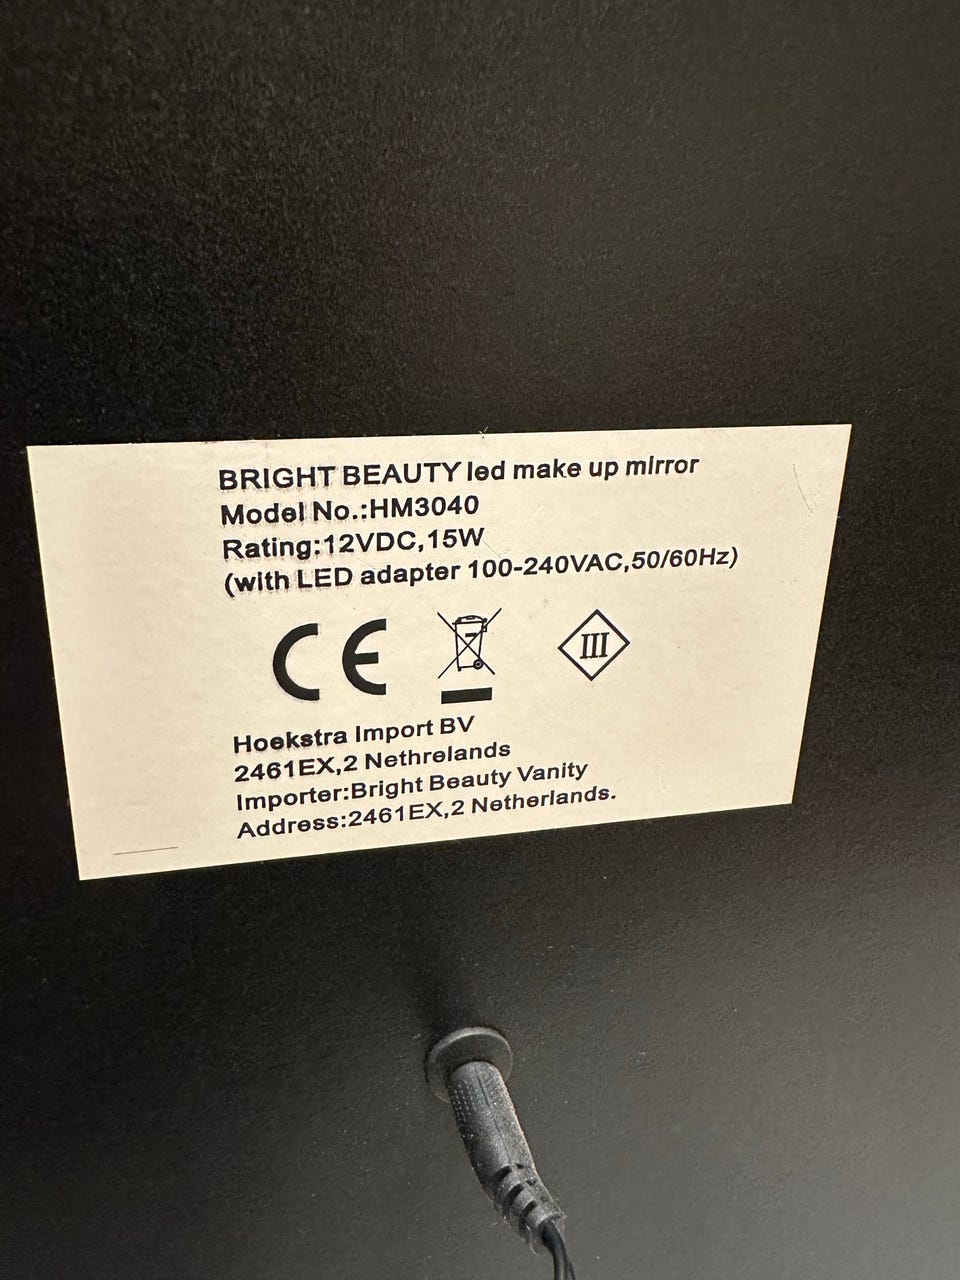 BRIGHT BEAUTY led make up mirror
Model No.:HM3040
Rating:12VDC,15W
(with LED adapter 100-240VAC,50/60Hz)
CE
III
Hoekstra Import BV
2461EX,2 Nethrelands
Importer:Bright Beauty Vanity
Address:2461EX,2 Netherlands.